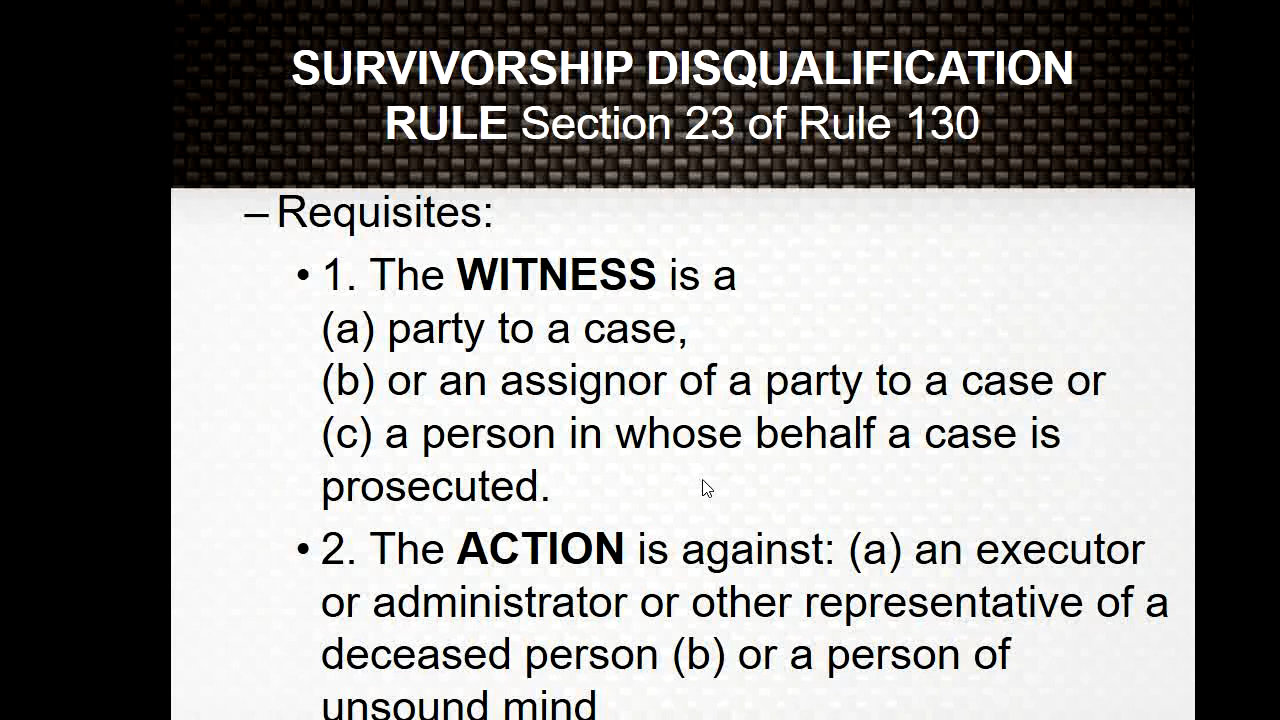 SURVIVORSHIP DISQUALIFICATION
RULE Section 23 of Rule 130
– Requisites:
• 1. The WITNESS is a
(a) party to a case,
(b) or an assignor of a party to a case or
(c) a person in whose behalf a case is
prosecuted.
• 2. The ACTION is against: (a) an executor
or administrator or other representative of a
deceased person (b) or a person of
unsound mind